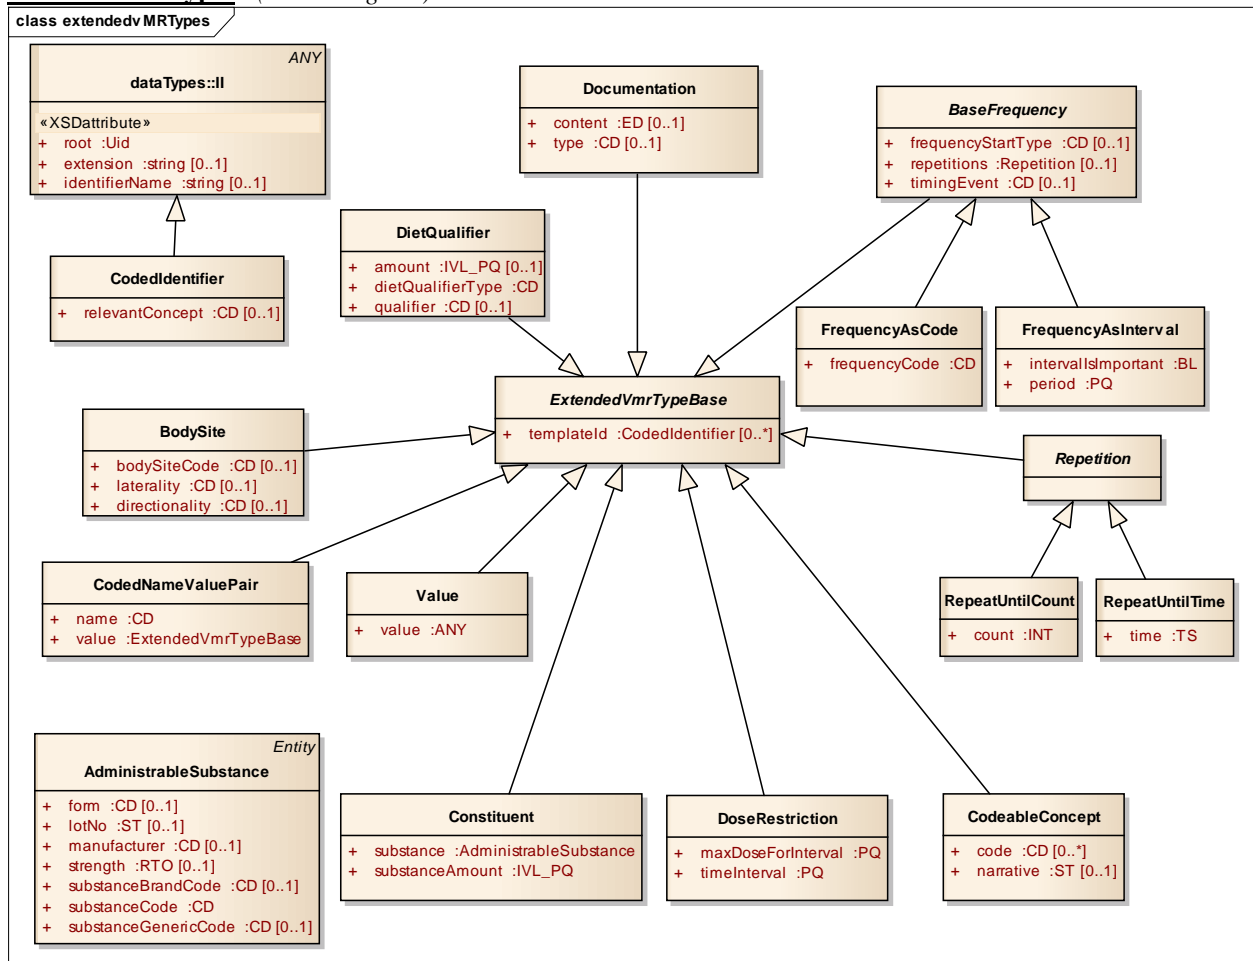 class extendedvMRTypes
ANY
dataTypes::II
«XSDattribute»
+ root :Uid
+ extension :string [0..1]
+ identifierName :string [0..1]
Documentation
+ content :ED [0..1]
+ type :CD [0..1]
BaseFrequency
+ frequencyStartType :CD [0..1]
+ repetitions :Repetition [0..1]
+ timingEvent :CD [0..1]
DietQualifier
+ amount :IVL_PQ [0..1]
+ dietQualifierType :CD
+ qualifier :CD [0..1]
CodedIdentifier
+ relevantConcept :CD [0..1]
FrequencyAsCode
+ frequencyCode :CD
FrequencyAsInterval
+ intervalIsImportant :BL
+ period :PQ
ExtendedVmrTypeBase
+ templateId :CodedIdentifier [0..*]
BodySite
+ bodySiteCode :CD [0..1]
+ laterality :CD [0..1]
+ directionality :CD [0..1]
Repetition
CodedNameValuePair
+ name :CD
+ value :ExtendedVmrTypeBase
Value
+ value :ANY
RepeatUntilCount
+ count :INT
RepeatUntilTime
+ time :TS
Entity
AdministrableSubstance
+ form :CD [0..1]
+ lotNo :ST [0..1]
+ manufacturer :CD [0..1]
+ strength :RTO [0..1]
+ substanceBrandCode :CD [0..1]
+ substanceCode :CD
+ substanceGenericCode :CD [0..1]
Constituent
+ substance :AdministrableSubstance
+ substanceAmount :IVL_PQ
DoseRestriction
+ maxDoseForInterval :PQ
+ timeInterval :PQ
CodeableConcept
+ code :CD [0..*]
+ narrative :ST [0..1]